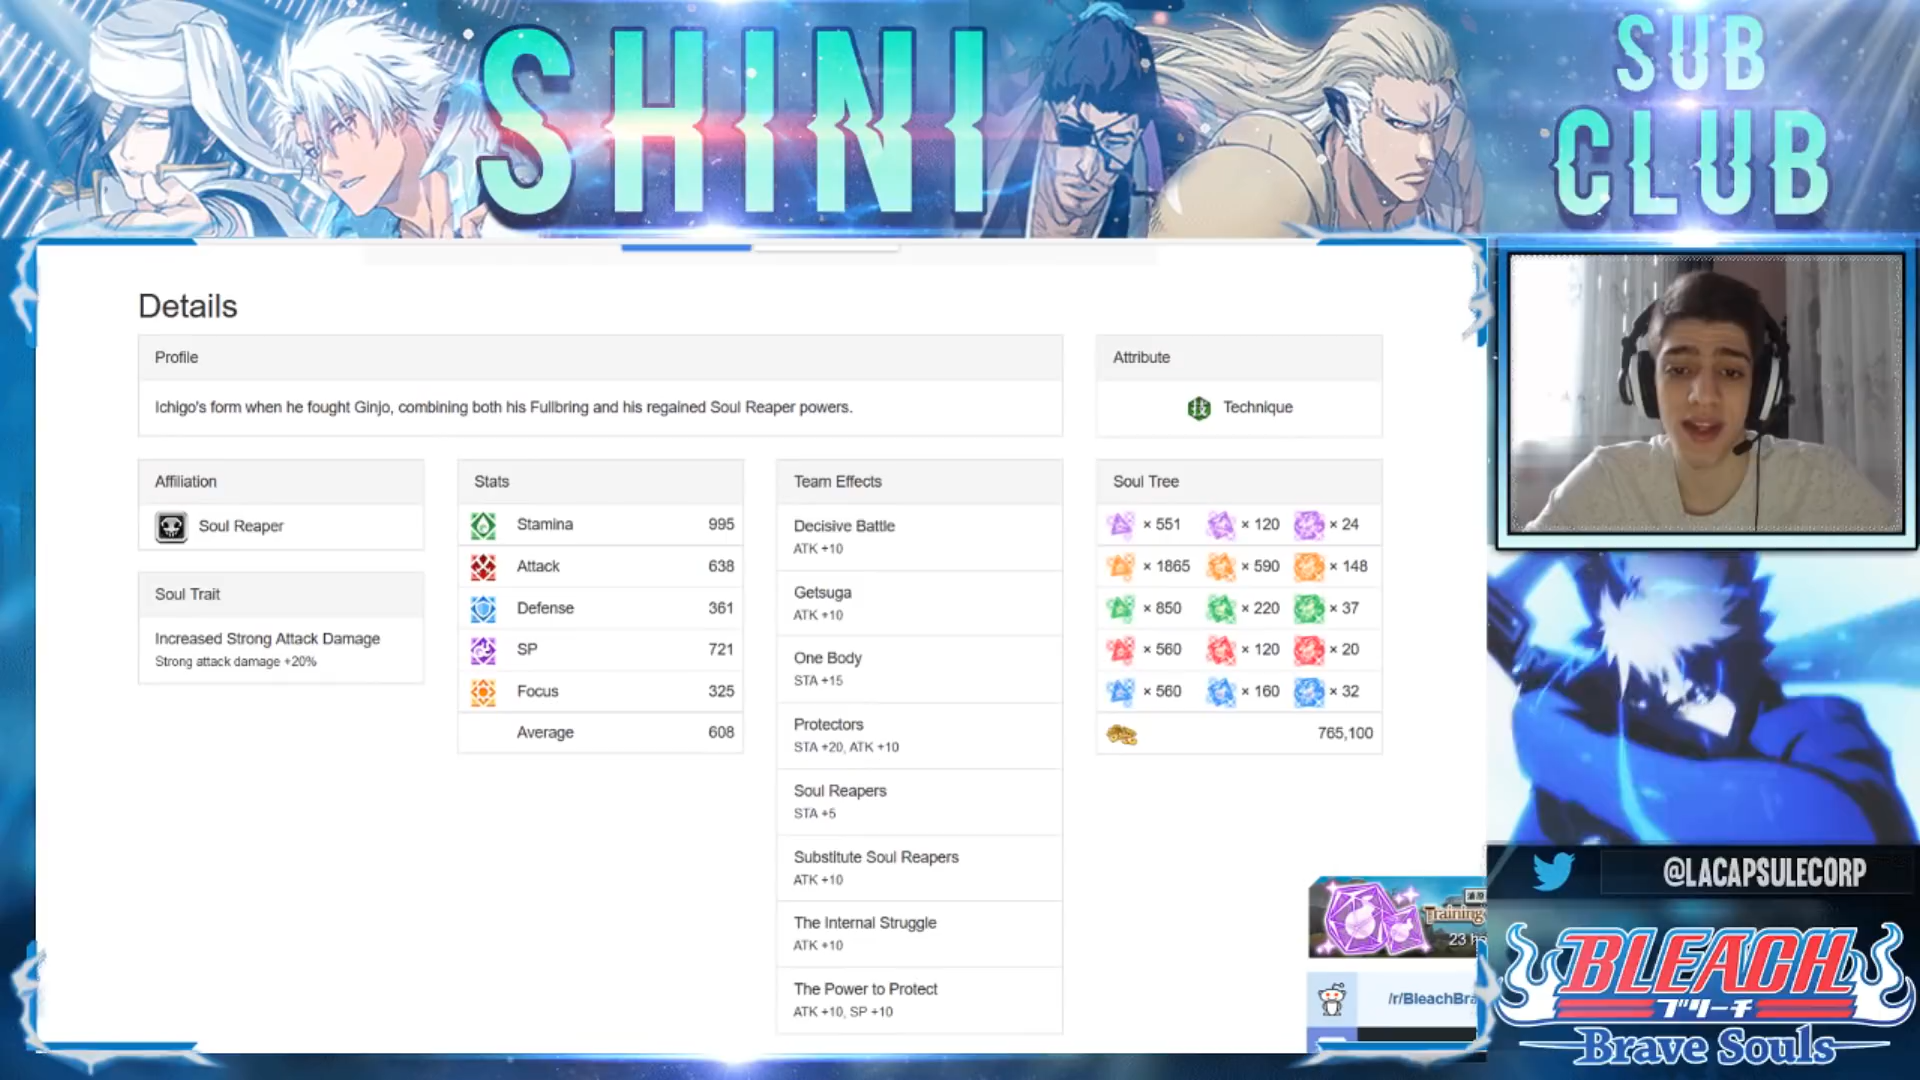 SHINI
SUB
CLUB
Details
Profile
Ichigo's form when he fought Ginjo, combining both his Fullbring and his regained Soul Reaper powers.
Attribute
技 Technique
Affiliation
Soul Reaper
Soul Trait
Increased Strong Attack Damage
Strong attack damage +20%
Stats
Stamina 995
Attack 638
Defense 361
SP 721
Focus 325
Average 608
Team Effects
Decisive Battle
ATK +10
Getsuga
ATK +10
One Body
STA +15
Protectors
STA +20, ATK +10
Soul Reapers
STA +5
Substitute Soul Reapers
ATK +10
The Internal Struggle
ATK +10
The Power to Protect
ATK +10, SP +10
Soul Tree
× 551 × 120 × 24
× 1865 × 590 × 148
× 850 × 220 × 37
× 560 × 120 × 20
× 560 × 160 × 32
765,100
Training
23
/r/BleachBra
@LACAPSULECORP
BLEACH
ブリーチ
Brave Souls